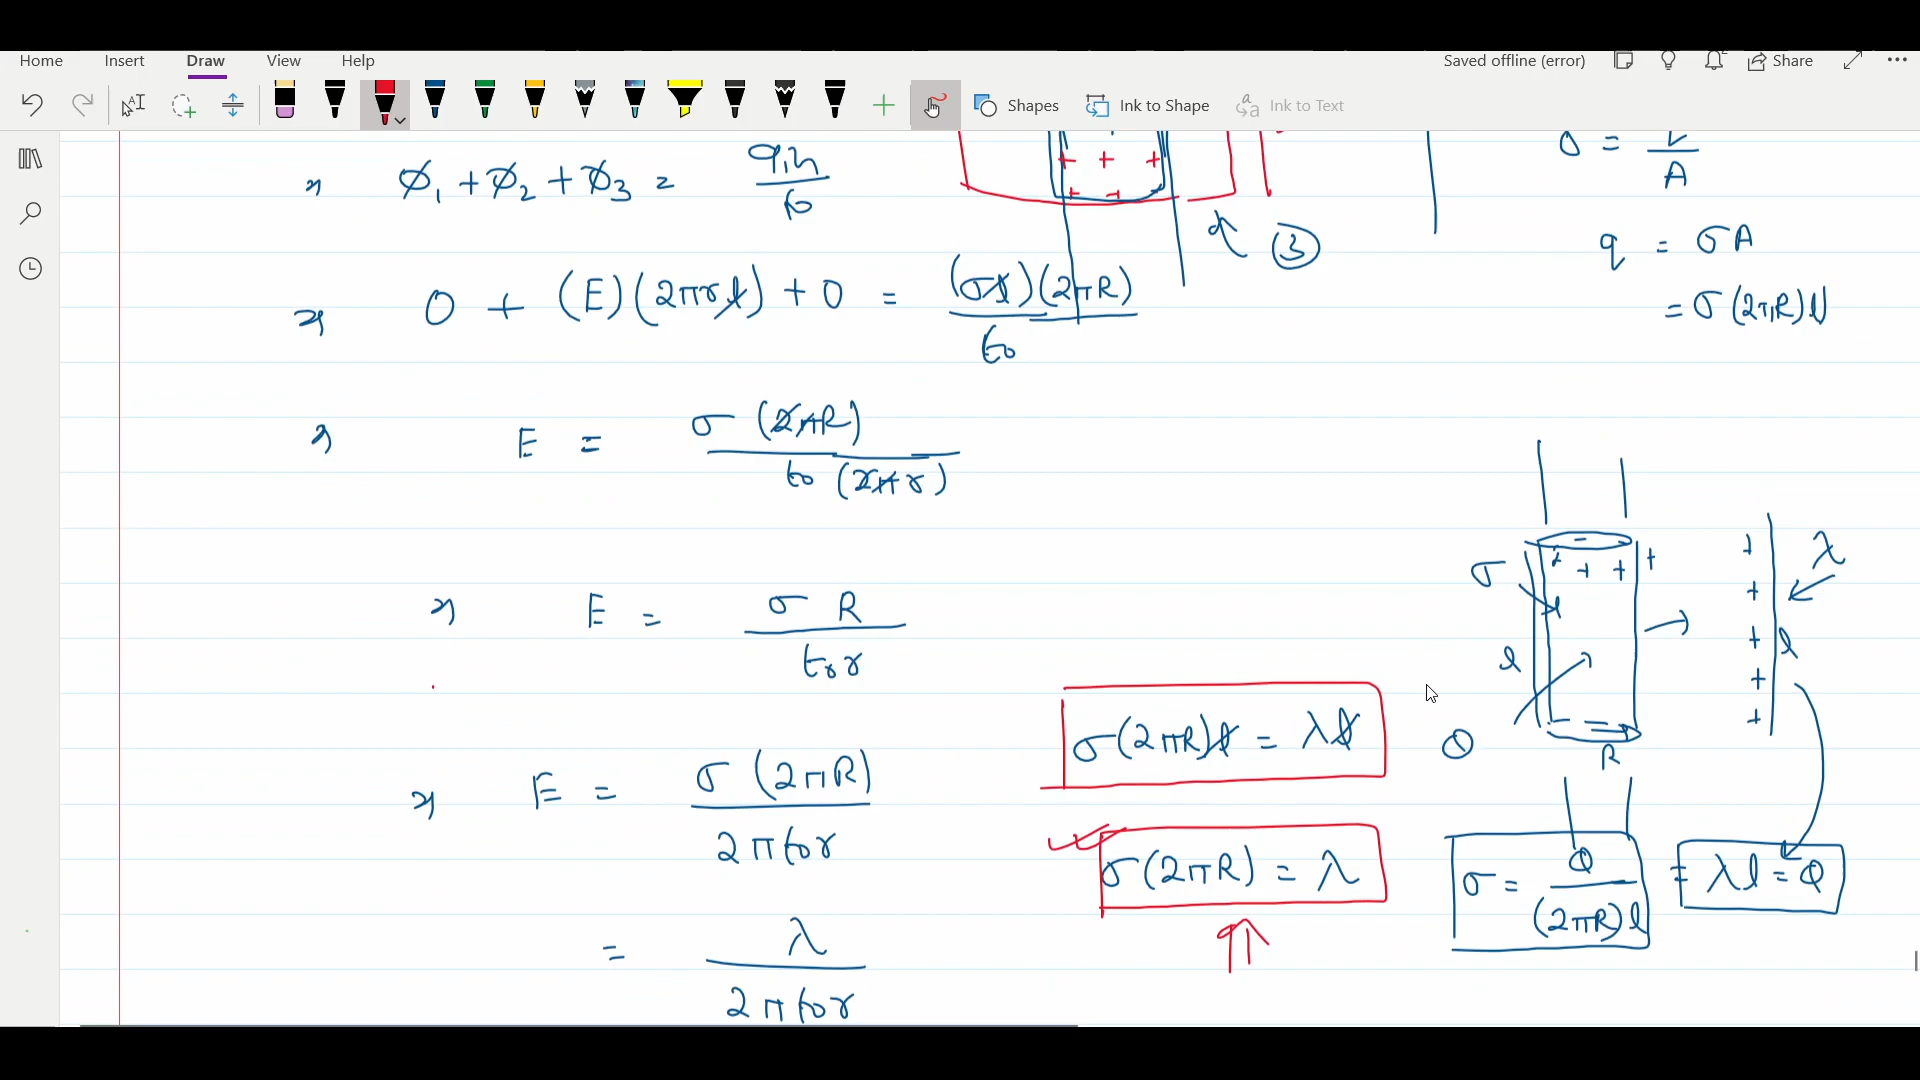 Home Insert Draw View Help Saved offline (error) Share
Shapes Ink to Shape Ink to Text
ϕ₁ + ϕ₂ + ϕ₃ = qin / ϵ₀
+ + +
+ - +
③
σ = q / A
q = σA
= σ(2πR)l
0 + (E)(2πrl) + 0 = (σl)(2πR) / ϵ₀
E = σ(2πR) / ϵ₀(2πr)
E = σR / ϵ₀r
E = σ(2πR) / 2πϵ₀r
= λ / 2πϵ₀r
σ(2πR)l = λl
σ(2πR) = λ
σ + + + + λ
l l
Q R
σ = Q / (2πR)l = λl = Q